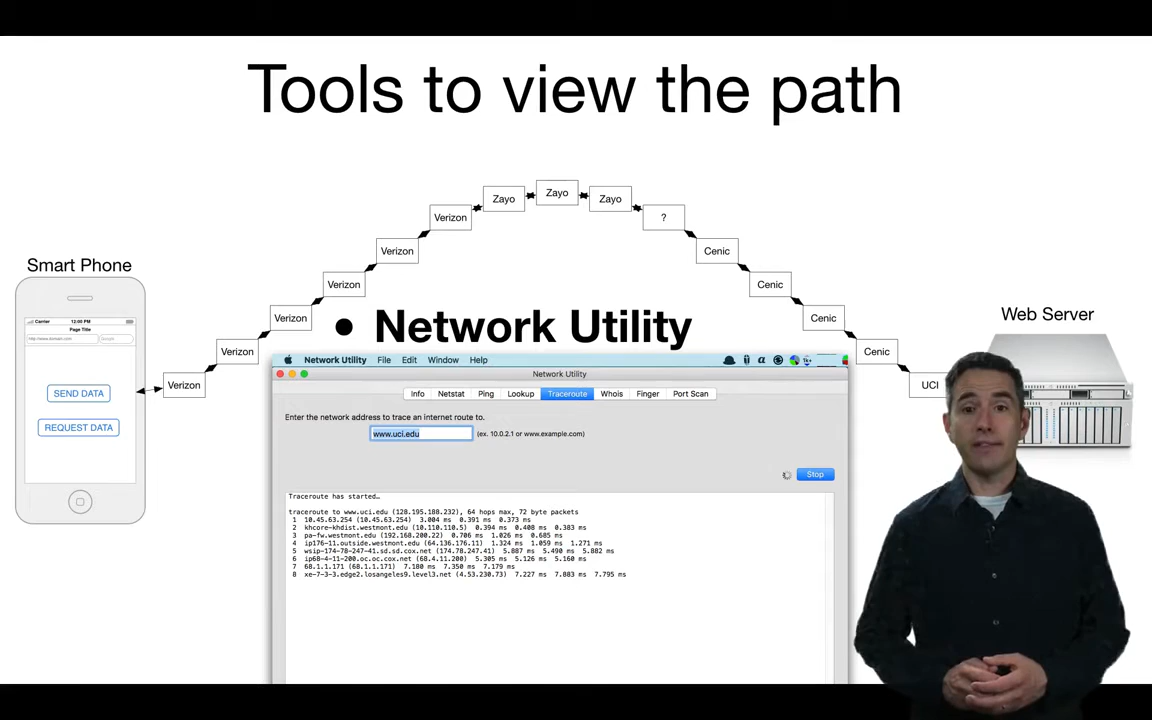 Tools to view the path
Zayo
Zayo
Zayo
Verizon
?
Verizon
Cenic
Smart Phone
Verizon
Cenic
Verizon
Cenic
Web Server
• Network Utility
Verizon
Cenic
Verizon
UCI
Carrier 12:00 PM
Page Title
http://www.domain.com Google
SEND DATA
REQUEST DATA
Network Utility File Edit Window Help
Network Utility
Info Netstat Ping Lookup Traceroute Whois Finger Port Scan
Enter the network address to trace an internet route to.
www.uci.edu (ex. 10.0.2.1 or www.example.com)
Stop
Traceroute has started…
traceroute to www.uci.edu (128.195.188.232), 64 hops max, 72 byte packets
1 10.45.63.254 (10.45.63.254) 3.004 ms 0.391 ms 0.373 ms
2 khcore-khdist.westmont.edu (10.110.110.5) 0.394 ms 0.408 ms 0.383 ms
3 pa-fw.westmont.edu (192.168.200.22) 0.706 ms 1.026 ms 0.685 ms
4 ip176-11.outside.westmont.edu (64.136.176.11) 1.324 ms 1.059 ms 1.271 ms
5 wsip-174-78-247-41.sd.sd.cox.net (174.78.247.41) 5.887 ms 5.490 ms 5.882 ms
6 ip68-4-11-200.oc.oc.cox.net (68.4.11.200) 5.305 ms 5.126 ms 5.160 ms
7 68.1.1.171 (68.1.1.171) 7.180 ms 7.350 ms 7.179 ms
8 xe-7-3-3.edge2.losangeles9.level3.net (4.53.230.73) 7.227 ms 7.883 ms 7.795 ms